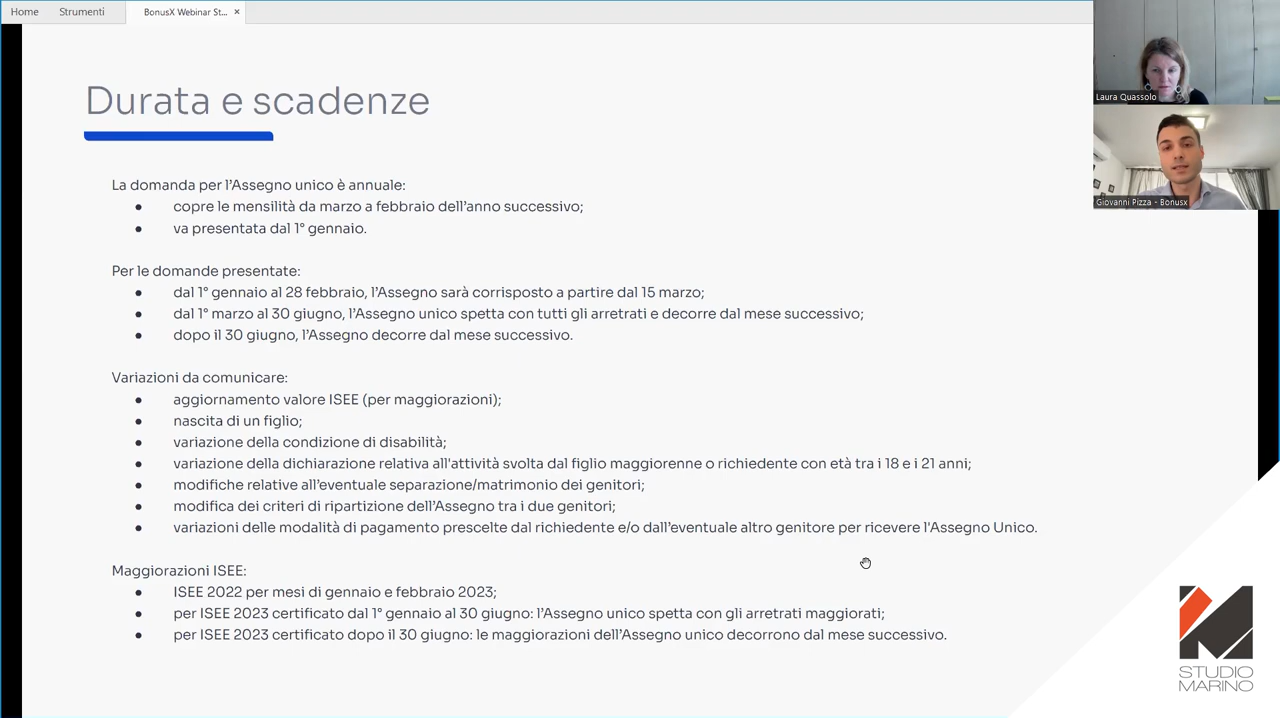 Home
Strumenti
BonusX Webinar St...
×
Durata e scadenze
La domanda per l'Assegno unico è annuale:
● copre le mensilità da marzo a febbraio dell'anno successivo;
● va presentata dal 1° gennaio.
Per le domande presentate:
● dal 1° gennaio al 28 febbraio, l'Assegno sarà corrisposto a partire dal 15 marzo;
● dal 1° marzo al 30 giugno, l'Assegno unico spetta con tutti gli arretrati e decorre dal mese successivo;
● dopo il 30 giugno, l'Assegno decorre dal mese successivo.
Variazioni da comunicare:
● aggiornamento valore ISEE (per maggiorazioni);
● nascita di un figlio;
● variazione della condizione di disabilità;
● variazione della dichiarazione relativa all'attività svolta dal figlio maggiorenne o richiedente con età tra i 18 e i 21 anni;
● modifiche relative all'eventuale separazione/matrimonio dei genitori;
● modifica dei criteri di ripartizione dell'Assegno tra i due genitori;
● variazioni delle modalità di pagamento prescelte dal richiedente e/o dall'eventuale altro genitore per ricevere l'Assegno Unico.
Maggiorazioni ISEE:
● ISEE 2022 per mesi di gennaio e febbraio 2023;
● per ISEE 2023 certificato dal 1° gennaio al 30 giugno: l'Assegno unico spetta con gli arretrati maggiorati;
● per ISEE 2023 certificato dopo il 30 giugno: le maggiorazioni dell'Assegno unico decorrono dal mese successivo.
Laura Quassolo
Giovanni Pizza - Bonusx
STUDIO
MARINO